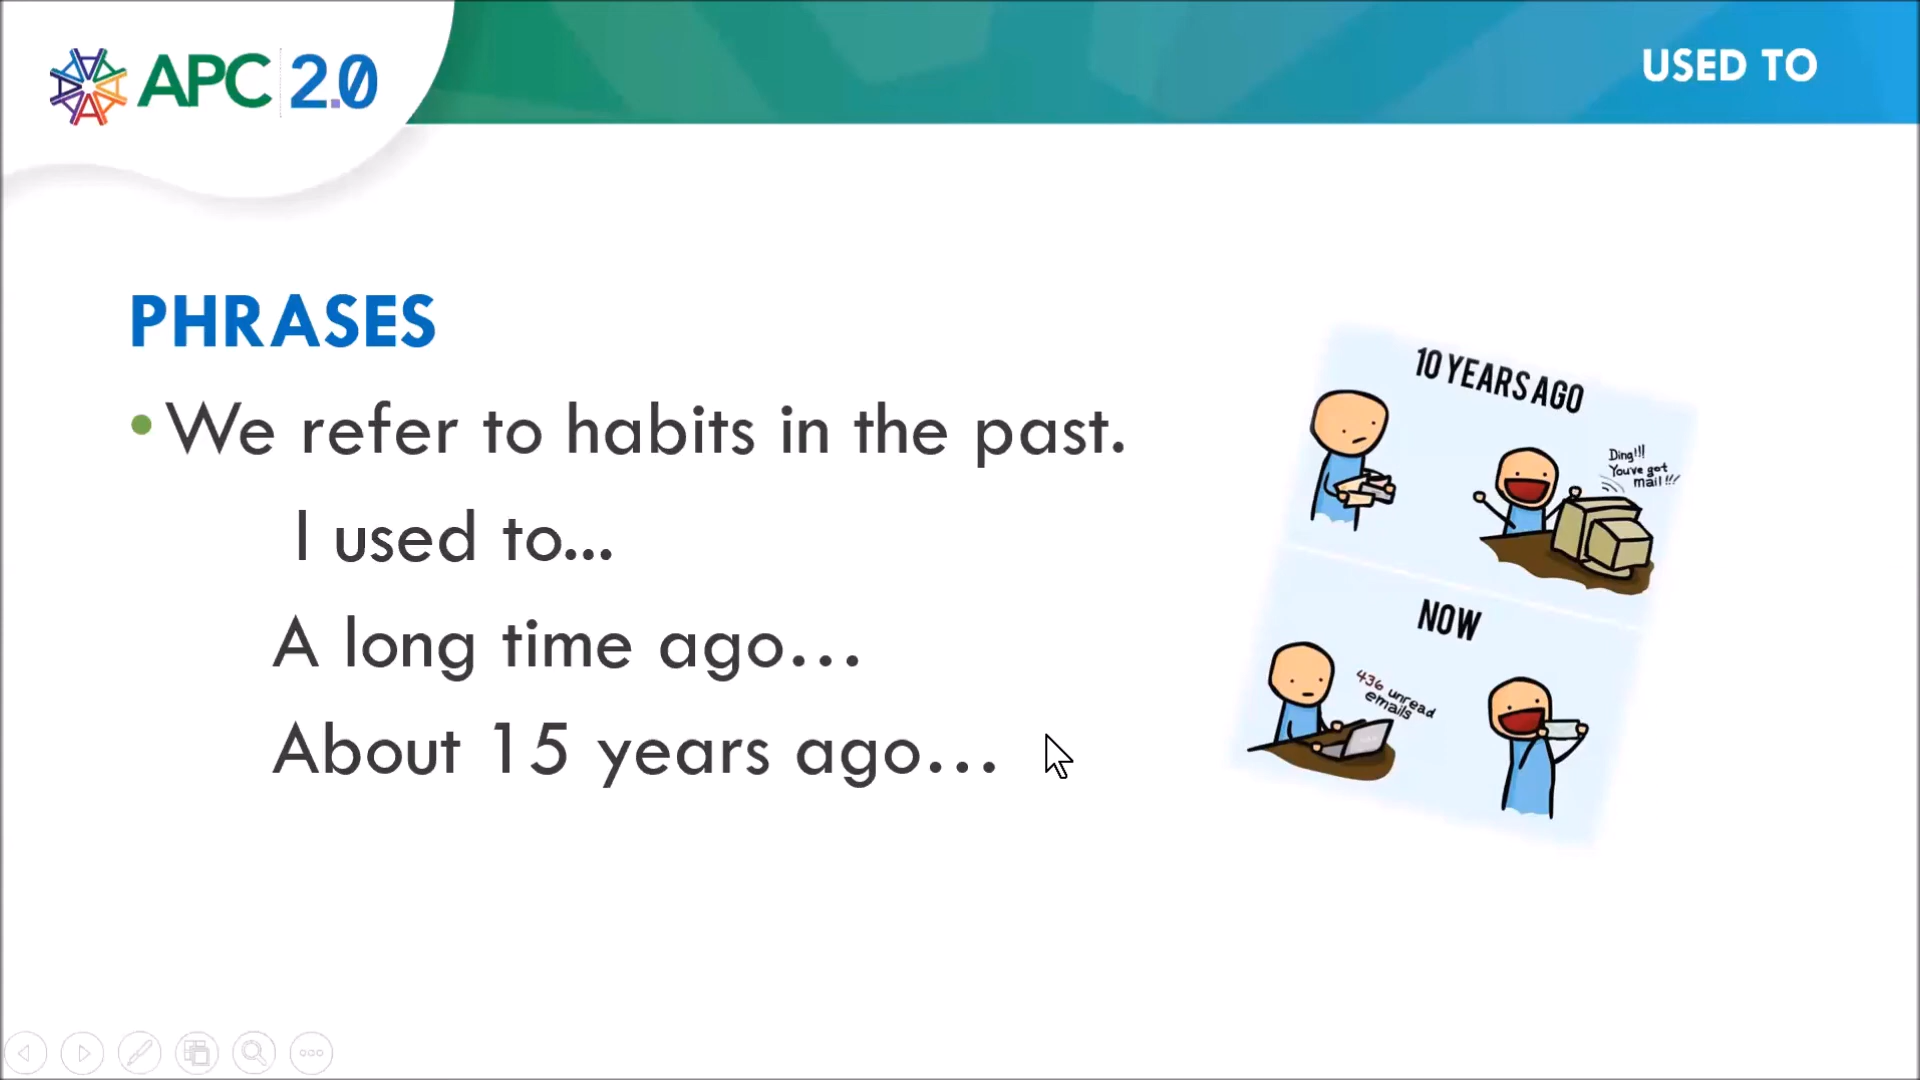 APC 2.0
USED TO
PHRASES
• We refer to habits in the past.
I used to...
A long time ago...
About 15 years ago...
10 YEARS AGO
Ding!!!
You've got
mail!!!
NOW
436 unread
emails